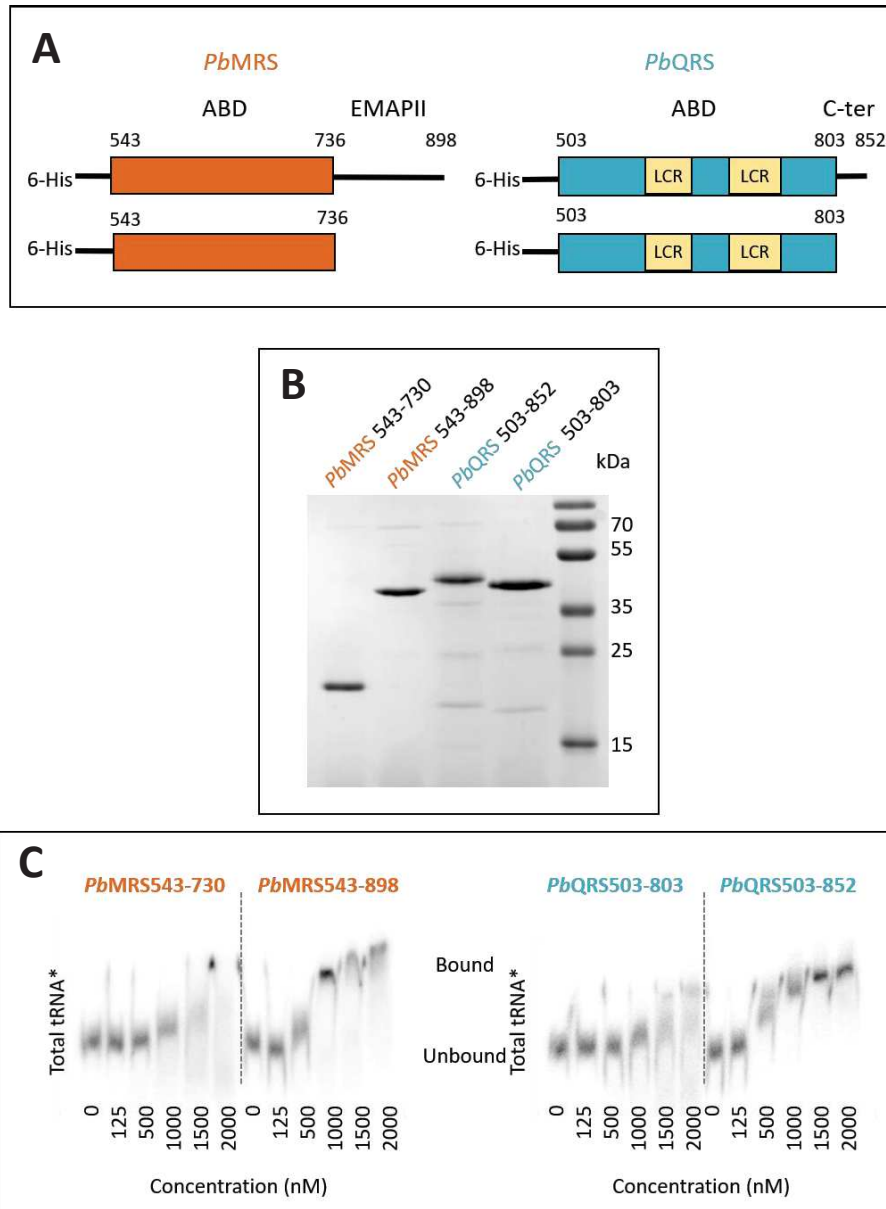 A
PbMRS
PbQRS
ABD EMAPII
ABD C-ter
543 736 898
503 803 852
6-His
6-His LCR LCR
543 736
503 803
6-His
6-His LCR LCR
B
PbMRS 543-730
PbMRS 543-898
PbQRS 503-852
PbQRS 503-803
kDa
70
55
35
25
15
C
PbMRS543-730 PbMRS543-898
PbQRS503-803 PbQRS503-852
Total tRNA*
Bound
Unbound
Total tRNA*
0 125 500 1000 1500 2000 0 125 500 1000 1500 2000
0 125 500 1000 1500 2000 0 125 500 1000 1500 2000
Concentration (nM)
Concentration (nM)